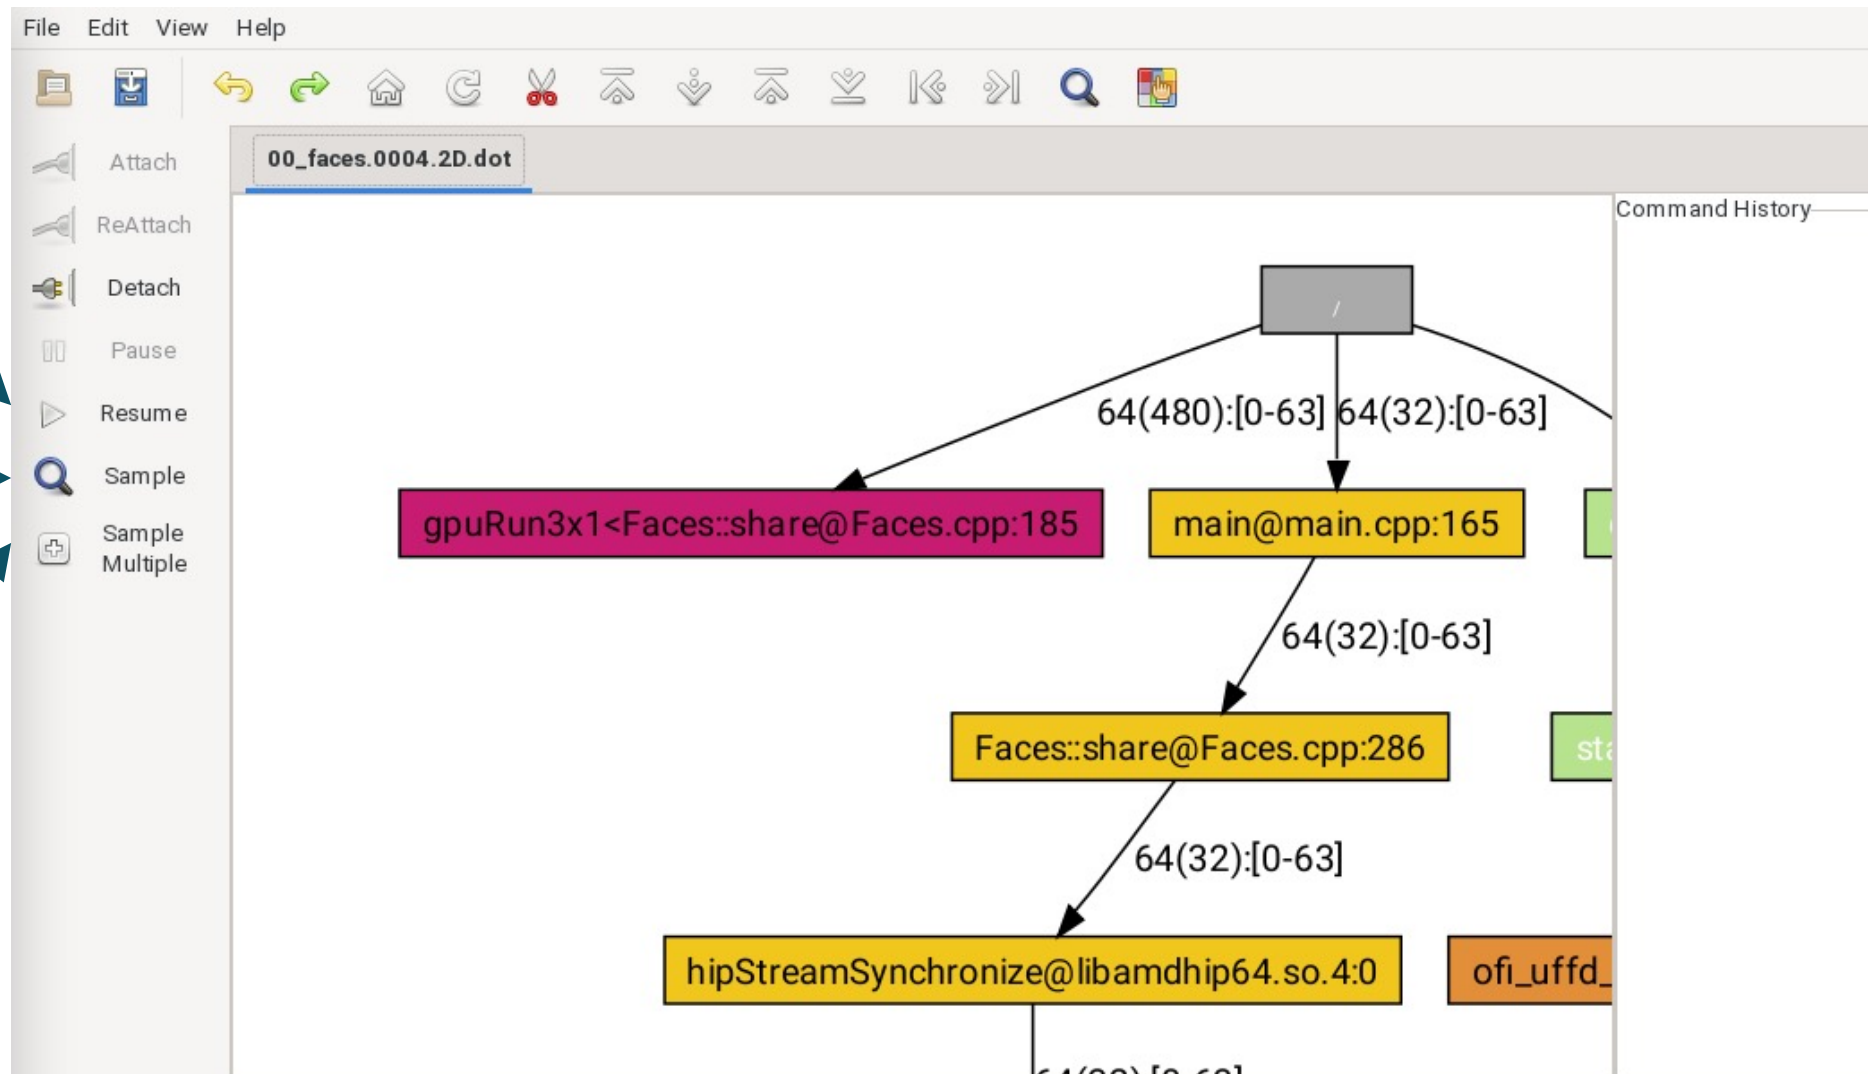 File Edit View Help
Attach
ReAttach
Detach
Pause
Resume
Sample
Sample
Multiple
00_faces.0004.2D.dot
Command History
/
64(480):[0-63] 64(32):[0-63]
gpuRun3x1<Faces::share@Faces.cpp:185 main@main.cpp:165
64(32):[0-63]
Faces::share@Faces.cpp:286
64(32):[0-63]
hipStreamSynchronize@libamdhip64.so.4:0 ofi_uffd_